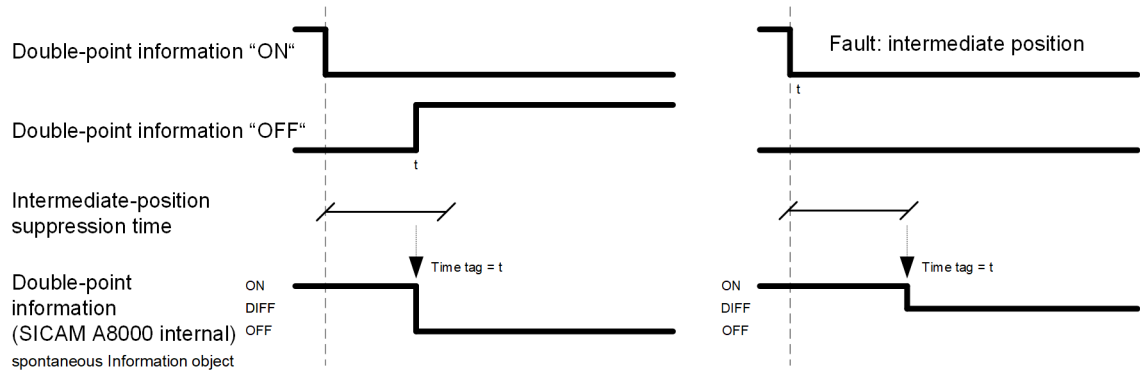 Double-point information “ON“
Fault: intermediate position
t
Double-point information “OFF“
t
Intermediate-position
suppression time
Time tag = t
Time tag = t
Double-point
information
(SICAM A8000 internal)
spontaneous Information object
ON
DIFF
OFF
ON
DIFF
OFF